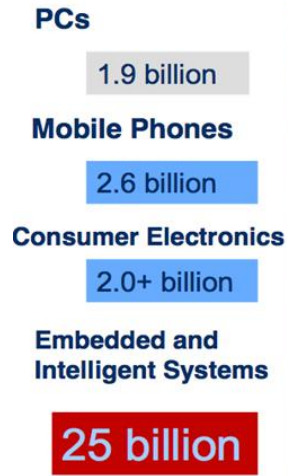 PCs
1.9 billion
Mobile Phones
2.6 billion
Consumer Electronics
2.0+ billion
Embedded and
Intelligent Systems
25 billion